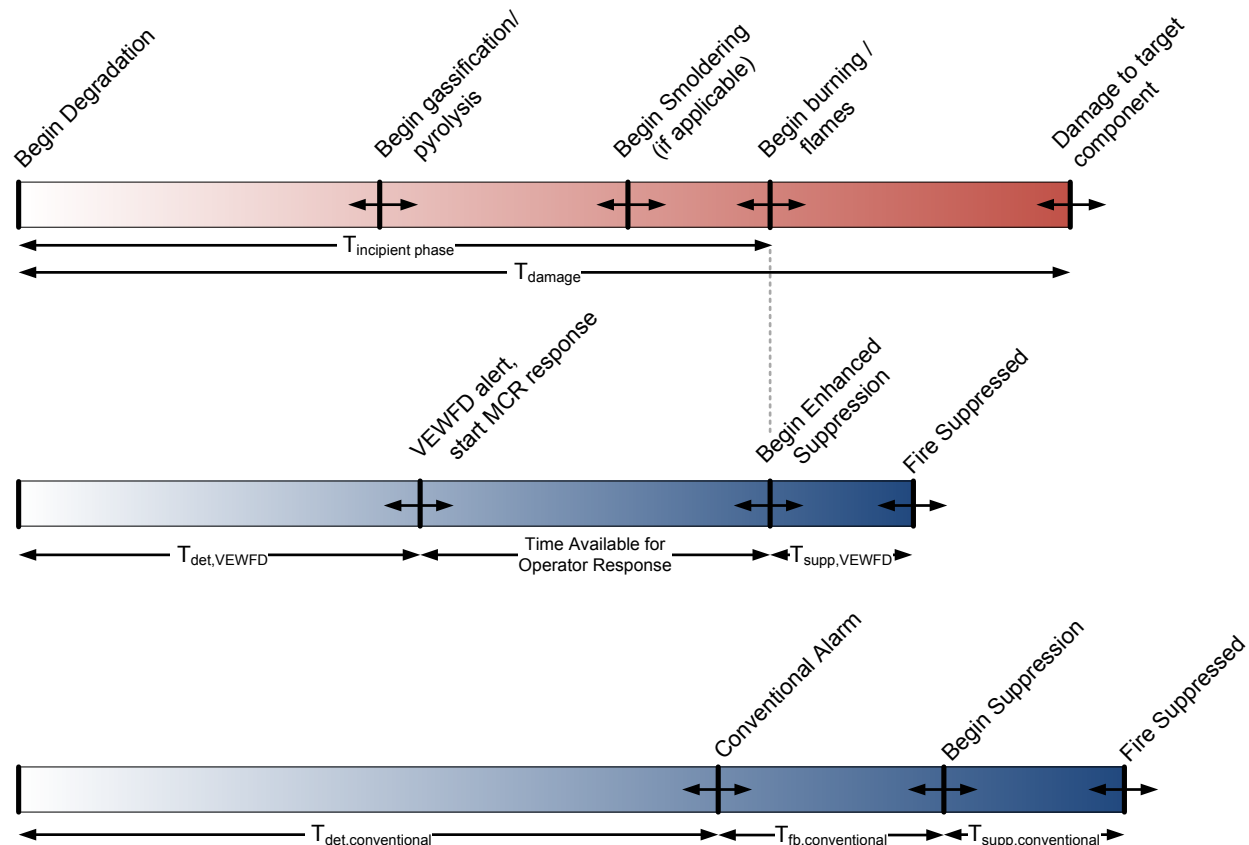 Begin Degradation
Begin gassification/
pyrolysis
Begin Smoldering
(if applicable)
Begin burning /
flames
Damage to target
component
Tincipient phase
Tdamage
VEWFD alert,
start MCR response
Begin Enhanced
Suppression
Fire Suppressed
Tdet,VEWFD
Time Available for
Operator Response
Tsupp,VEWFD
Conventional Alarm
Begin Suppression
Fire Suppressed
Tdet,conventional
Tfb,conventional
Tsupp,conventional